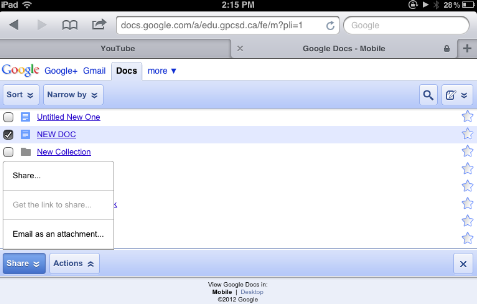 iPad 2:15 PM 28%
docs.google.com/a/edu.gpcsd.ca/fe/m?pli=1 Google
YouTube Google Docs - Mobile
Google Google+ Gmail Docs more ▼
Sort Narrow by
Untitled New One
NEW DOC
New Collection
Share...
Get the link to share...
k
Email as an attachment...
Share Actions
View Google Docs in:
Mobile | Desktop
©2012 Google